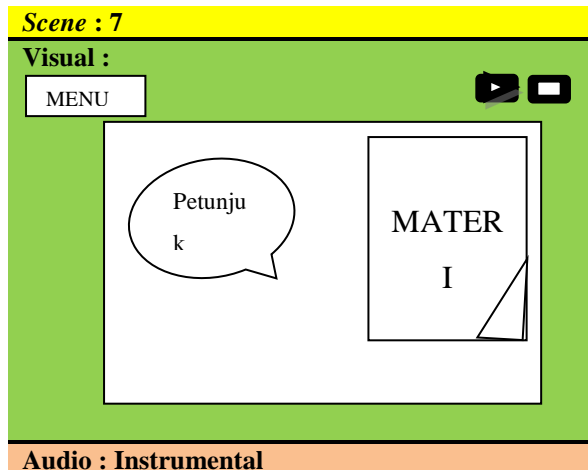 Scene : 7
Visual :
MENU
Petunju
k
MATER
I
Audio : Instrumental